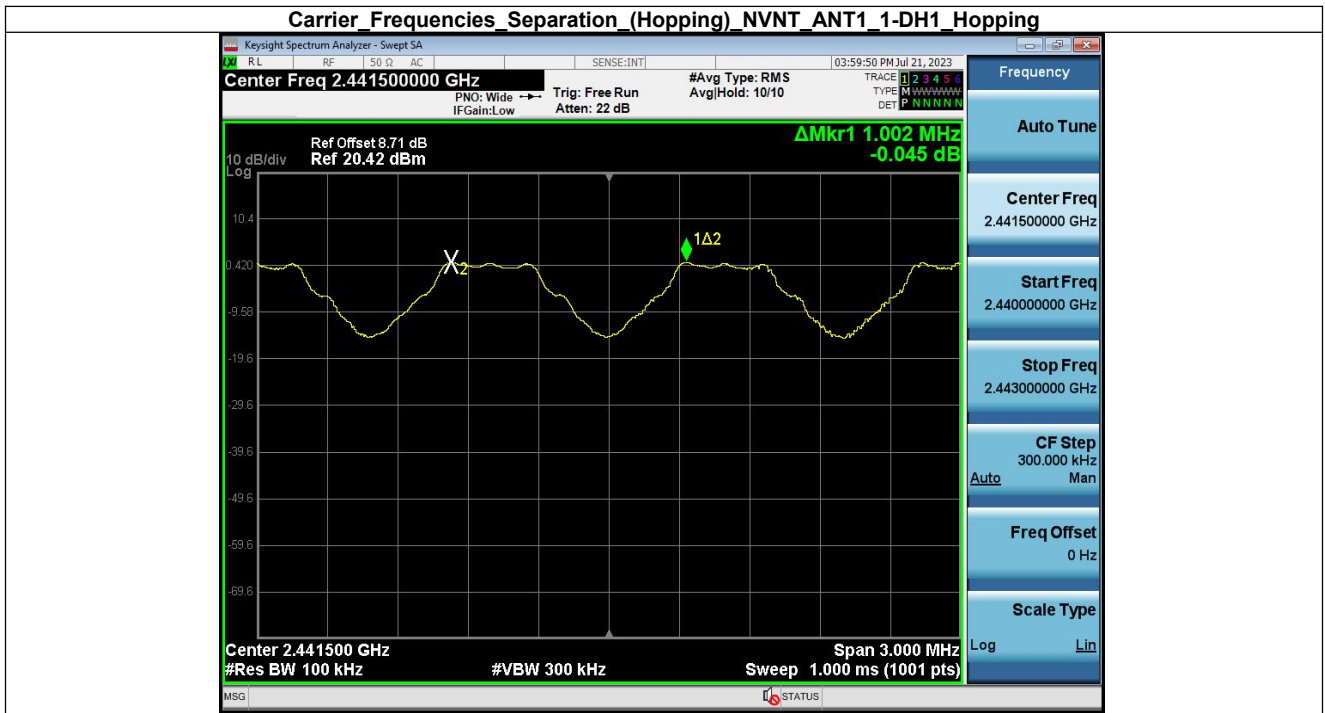 Carrier_Frequencies_Separation_(Hopping)_NVNT_ANT1_1-DH1_Hopping
Keysight Spectrum Analyzer - Swept SA
LXI RL RF 50 Ω AC SENSE:INT 03:59:50 PM Jul 21, 2023
Center Freq 2.441500000 GHz #Avg Type: RMS TRACE 1 2 3 4 5 6
PNO: Wide Trig: Free Run Avg|Hold: 10/10 TYPE M WWWWW
IFGain:Low Atten: 22 dB DET P N N N N N
ΔMkr1 1.002 MHz
-0.045 dB
Ref Offset 8.71 dB
10 dB/div Ref 20.42 dBm
Log
10.4
0.420
-9.58
-19.6
-29.6
-39.6
-49.6
-59.6
-69.6
X2
1Δ2
Center 2.441500 GHz Span 3.000 MHz
#Res BW 100 kHz #VBW 300 kHz Sweep 1.000 ms (1001 pts)
MSG STATUS
Frequency
Auto Tune
Center Freq
2.441500000 GHz
Start Freq
2.440000000 GHz
Stop Freq
2.443000000 GHz
CF Step
300.000 kHz
Auto Man
Freq Offset
0 Hz
Scale Type
Log Lin